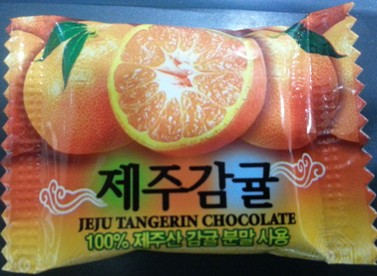 제주감귤
JEJU TANGERIN CHOCOLATE
100% 제주산 감귤 분말 사용